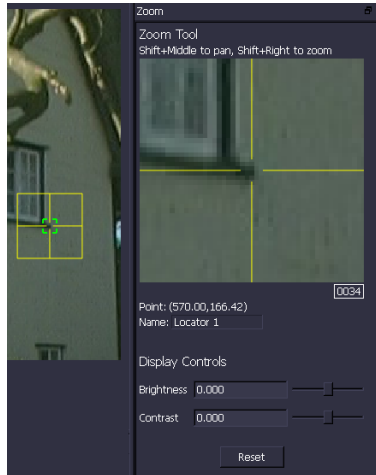 Zoom
Zoom Tool
Shift+Middle to pan, Shift+Right to zoom
0034
Point: (570.00,166.42)
Name: Locator 1
Display Controls
Brightness 0.000
Contrast 0.000
Reset